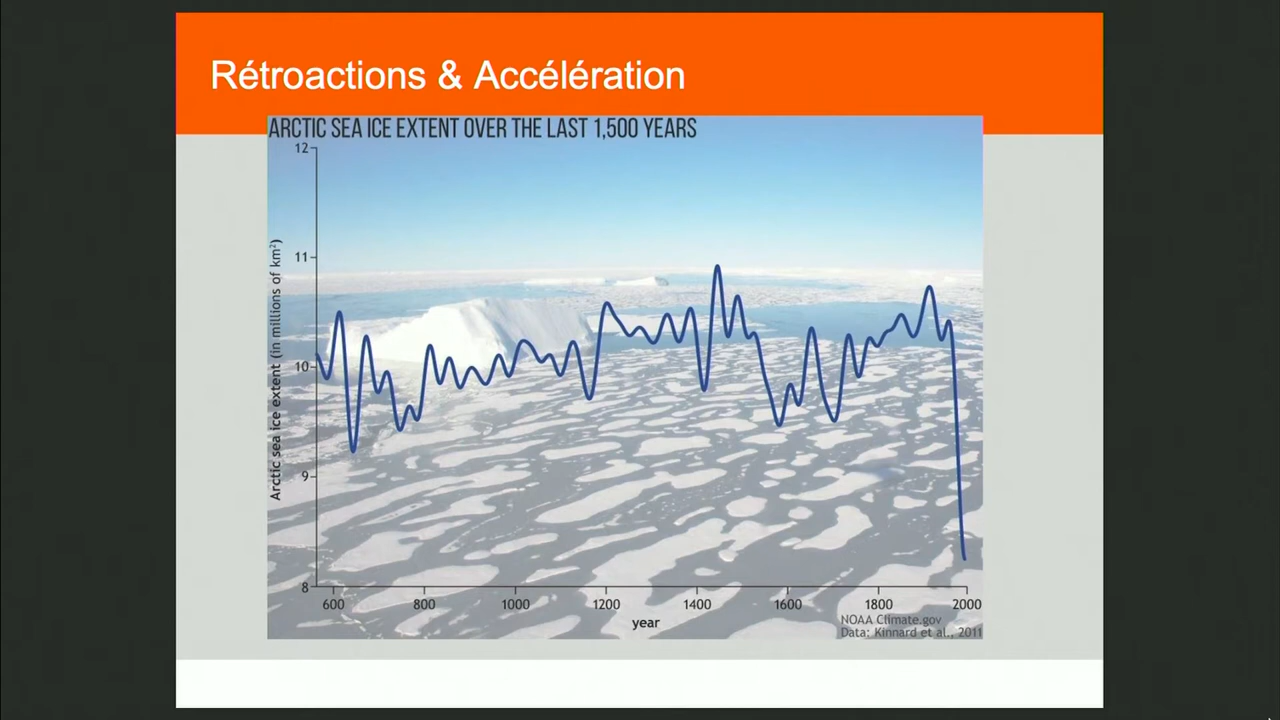 Rétroactions & Accélération
ARCTIC SEA ICE EXTENT OVER THE LAST 1,500 YEARS
12
11
10
9
8
Arctic sea ice extent (in millions of km²)
600 800 1000 1200 1400 1600 1800 2000
year
NOAA Climate.gov
Data; Kinnard et al., 2011